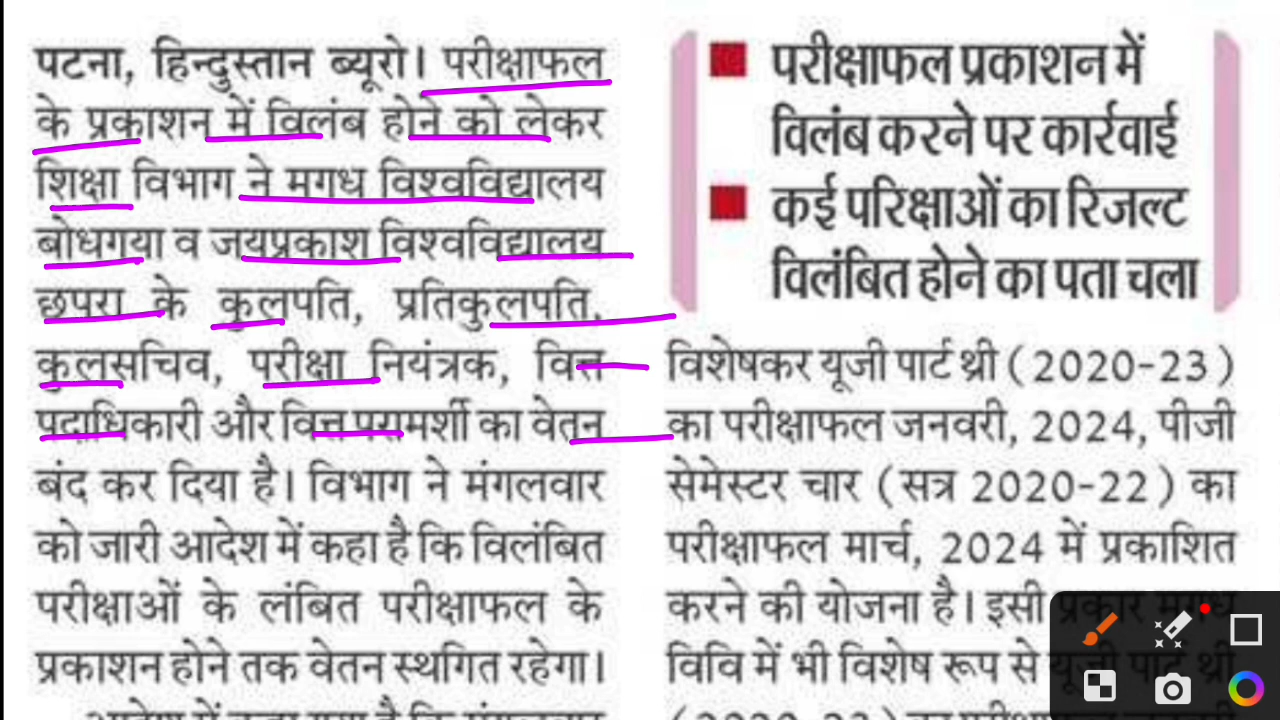 पटना, हिन्दुस्तान ब्यूरो। परीक्षाफल
के प्रकाशन में विलंब होने को लेकर
शिक्षा विभाग ने मगध विश्वविद्यालय
बोधगया व जयप्रकाश विश्वविद्यालय
छपरा के कुलपति, प्रतिकुलपति,
कुलसचिव, परीक्षा नियंत्रक, वित्त
पदाधिकारी और वित्त परामर्शी का वेतन
बंद कर दिया है। विभाग ने मंगलवार
को जारी आदेश में कहा है कि विलंबित
परीक्षाओं के लंबित परीक्षाफल के
प्रकाशन होने तक वेतन स्थगित रहेगा।
परीक्षाफल प्रकाशन में
विलंब करने पर कार्रवाई
कई परिक्षाओं का रिजल्ट
विलंबित होने का पता चला
विशेषकर यूजी पार्ट थ्री (2020-23)
का परीक्षाफल जनवरी, 2024, पीजी
सेमेस्टर चार (सत्र 2020-22) का
परीक्षाफल मार्च, 2024 में प्रकाशित
करने की योजना है। इसी प्रकार मगध
विवि में भी विशेष रूप से यूजी पार्ट थ्री